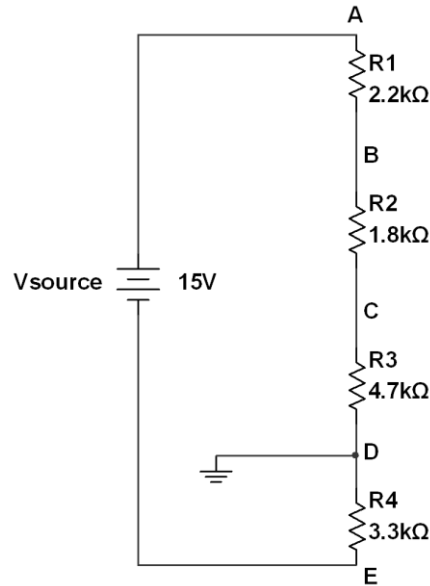 A
R1
2.2kΩ
B
R2
1.8kΩ
Vsource 15V
C
R3
4.7kΩ
D
R4
3.3kΩ
E